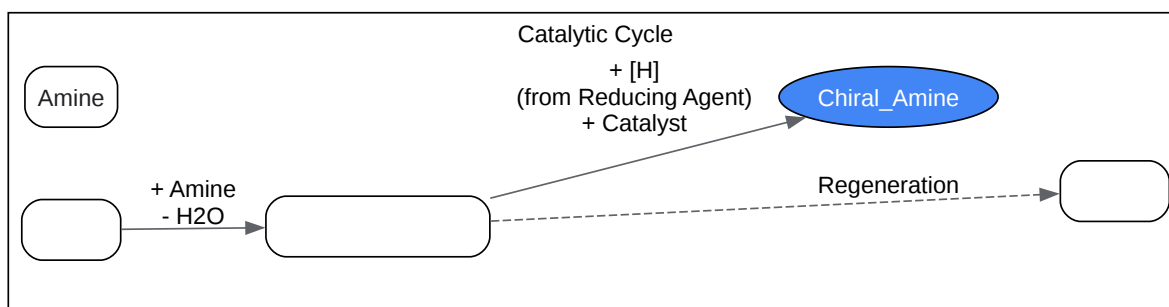 Catalytic Cycle
+ [H]
(from Reducing Agent)
+ Catalyst
Amine
Chiral_Amine
+ Amine
- H2O
Regeneration